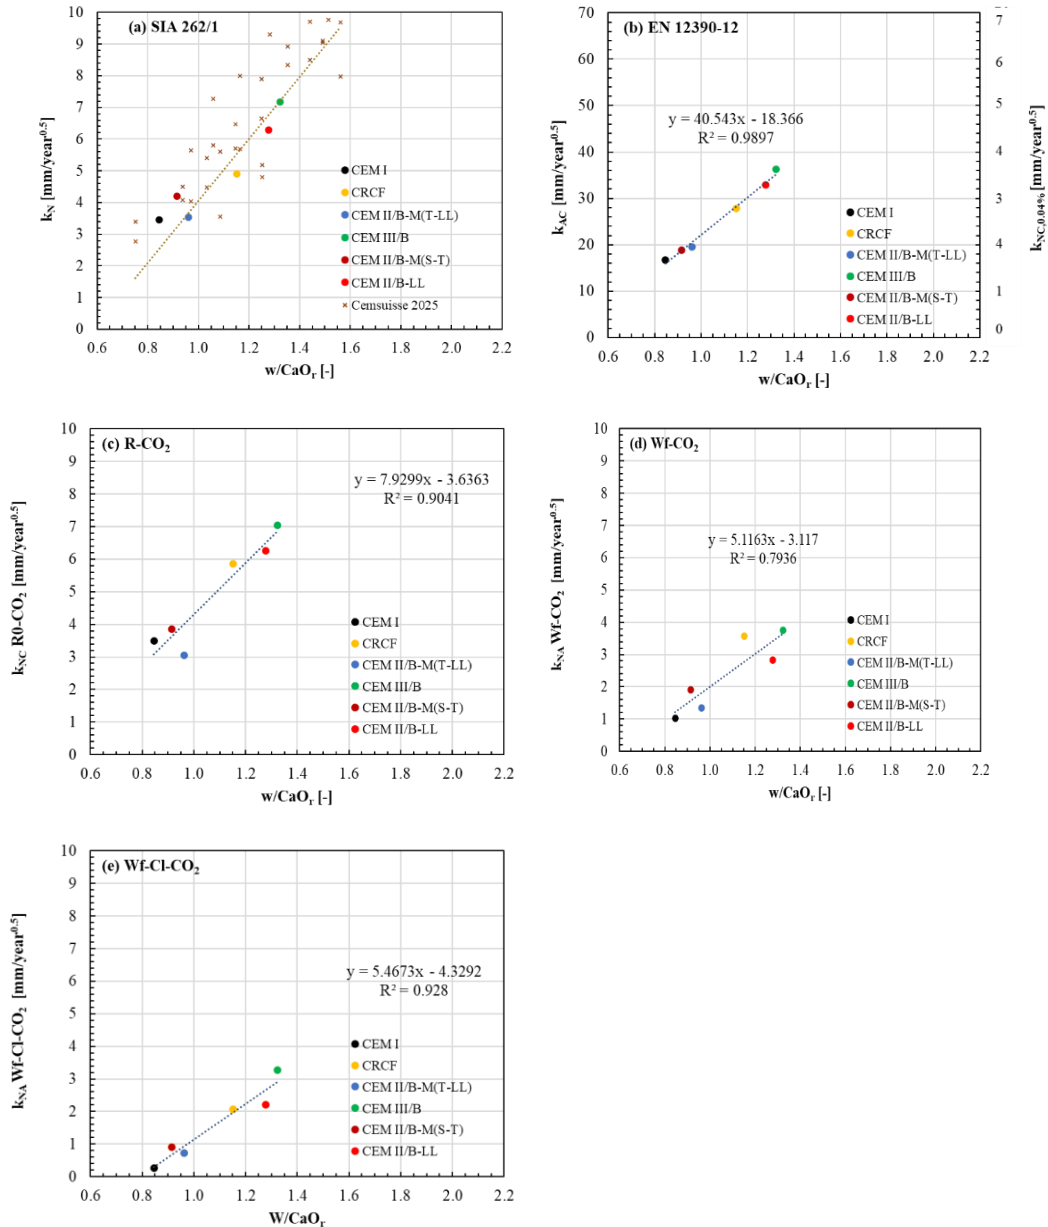 (a) SIA 262/1
k_N [mm/year^0.5]
10
9
8
7
6
5
4
3
2
1
0
CEM I
CRCF
CEM II/B-M(T-LL)
CEM III/B
CEM II/B-M(S-T)
CEM II/B-LL
Cemsuisse 2025
0.6 0.8 1.0 1.2 1.4 1.6 1.8 2.0 2.2
w/CaO_r [-]
(b) EN 12390-12
k_AC [mm/year^0.5]
70
60
50
40
30
20
10
0
y = 40.543x - 18.366
R² = 0.9897
CEM I
CRCF
CEM II/B-M(T-LL)
CEM III/B
CEM II/B-M(S-T)
CEM II/B-LL
7
6
5
4
3
4
1
0
k_NC,0.04% [mm/year^0.5]
0.6 0.8 1.0 1.2 1.4 1.6 1.8 2.0 2.2
w/CaO_r [-]
(c) R-CO₂
k_NC R0-CO₂ [mm/year^0.5]
10
9
8
7
6
5
4
3
2
1
0
y = 7.9299x - 3.6363
R² = 0.9041
CEM I
CRCF
CEM II/B-M(T-LL)
CEM III/B
CEM II/B-M(S-T)
CEM II/B-LL
0.6 0.8 1.0 1.2 1.4 1.6 1.8 2.0 2.2
w/CaO_r [-]
(d) Wf-CO₂
k_NA Wf-CO₂ [mm/year^0.5]
10
9
8
7
6
5
4
3
2
1
0
y = 5.1163x - 3.117
R² = 0.7936
CEM I
CRCF
CEM II/B-M(T-LL)
CEM III/B
CEM II/B-M(S-T)
CEM II/B-LL
0.6 0.8 1.0 1.2 1.4 1.6 1.8 2.0 2.2
w/CaO_r [-]
(e) Wf-Cl-CO₂
k_NA Wf-Cl-CO₂ [mm/year^0.5]
10
9
8
7
6
5
4
3
2
1
0
y = 5.4673x - 4.3292
R² = 0.928
CEM I
CRCF
CEM II/B-M(T-LL)
CEM III/B
CEM II/B-M(S-T)
CEM II/B-LL
0.6 0.8 1.0 1.2 1.4 1.6 1.8 2.0 2.2
W/CaO_r